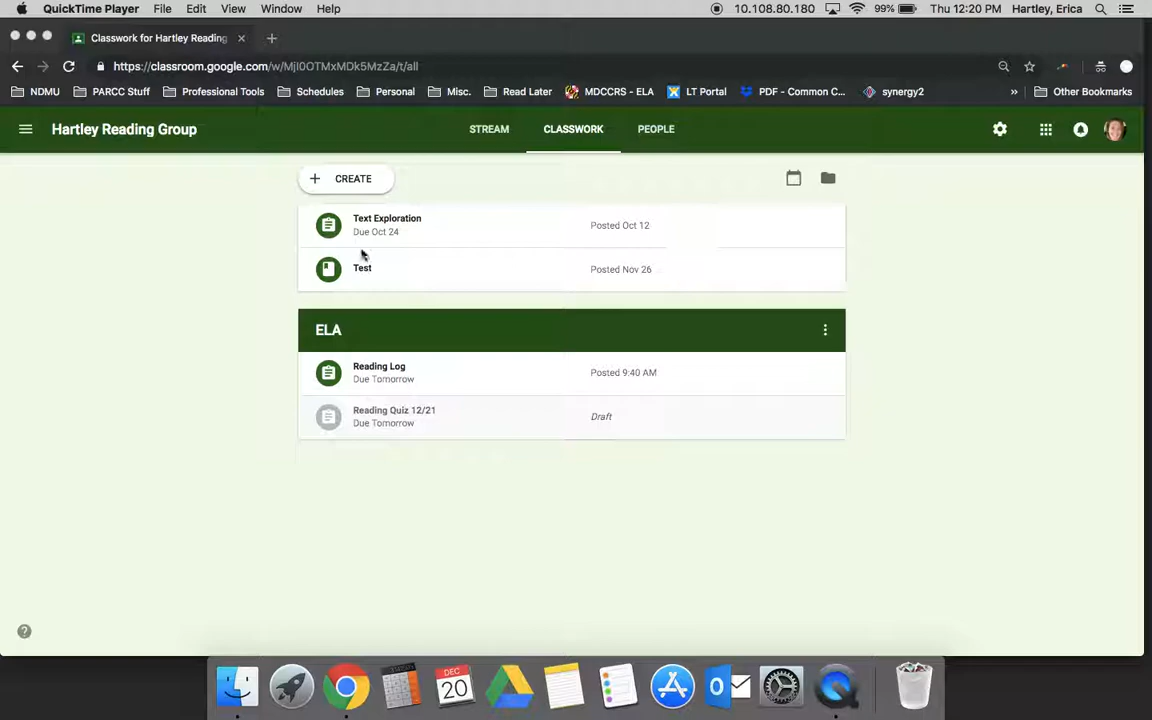 QuickTime Player File Edit View Window Help 10.108.80.180 99% Thu 12:20 PM Hartley, Erica
Classwork for Hartley Reading
https://classroom.google.com/w/MjI0OTMxMDk5MzZa/t/all
NDMU PARCC Stuff Professional Tools Schedules Personal Misc. Read Later MDCCRS - ELA LT Portal PDF - Common C... synergy2 » Other Bookmarks
Hartley Reading Group STREAM CLASSWORK PEOPLE
+ CREATE
Text Exploration
Due Oct 24
Posted Oct 12
Test
Posted Nov 26
ELA
Reading Log
Due Tomorrow
Posted 9:40 AM
Reading Quiz 12/21
Due Tomorrow
Draft
DEC
20